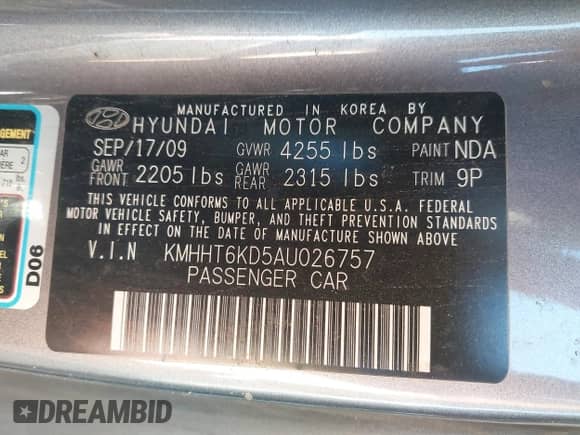 MANUFACTURED IN KOREA BY
HYUNDAI MOTOR COMPANY
SEP/17/09 GVWR 4255 lbs PAINT NDA
GAWR FRONT 2205 lbs GAWR REAR 2315 lbs TRIM 9P
THIS VEHICLE CONFORMS TO ALL APPLICABLE U.S.A. FEDERAL
MOTOR VEHICLE SAFETY, BUMPER, AND THEFT PREVENTION STANDARDS
IN EFFECT ON THE DATE OF MANUFACTURE SHOWN ABOVE
V.I.N KMHHT6KD5AU026757
PASSENGER CAR
D06
DREAMBID